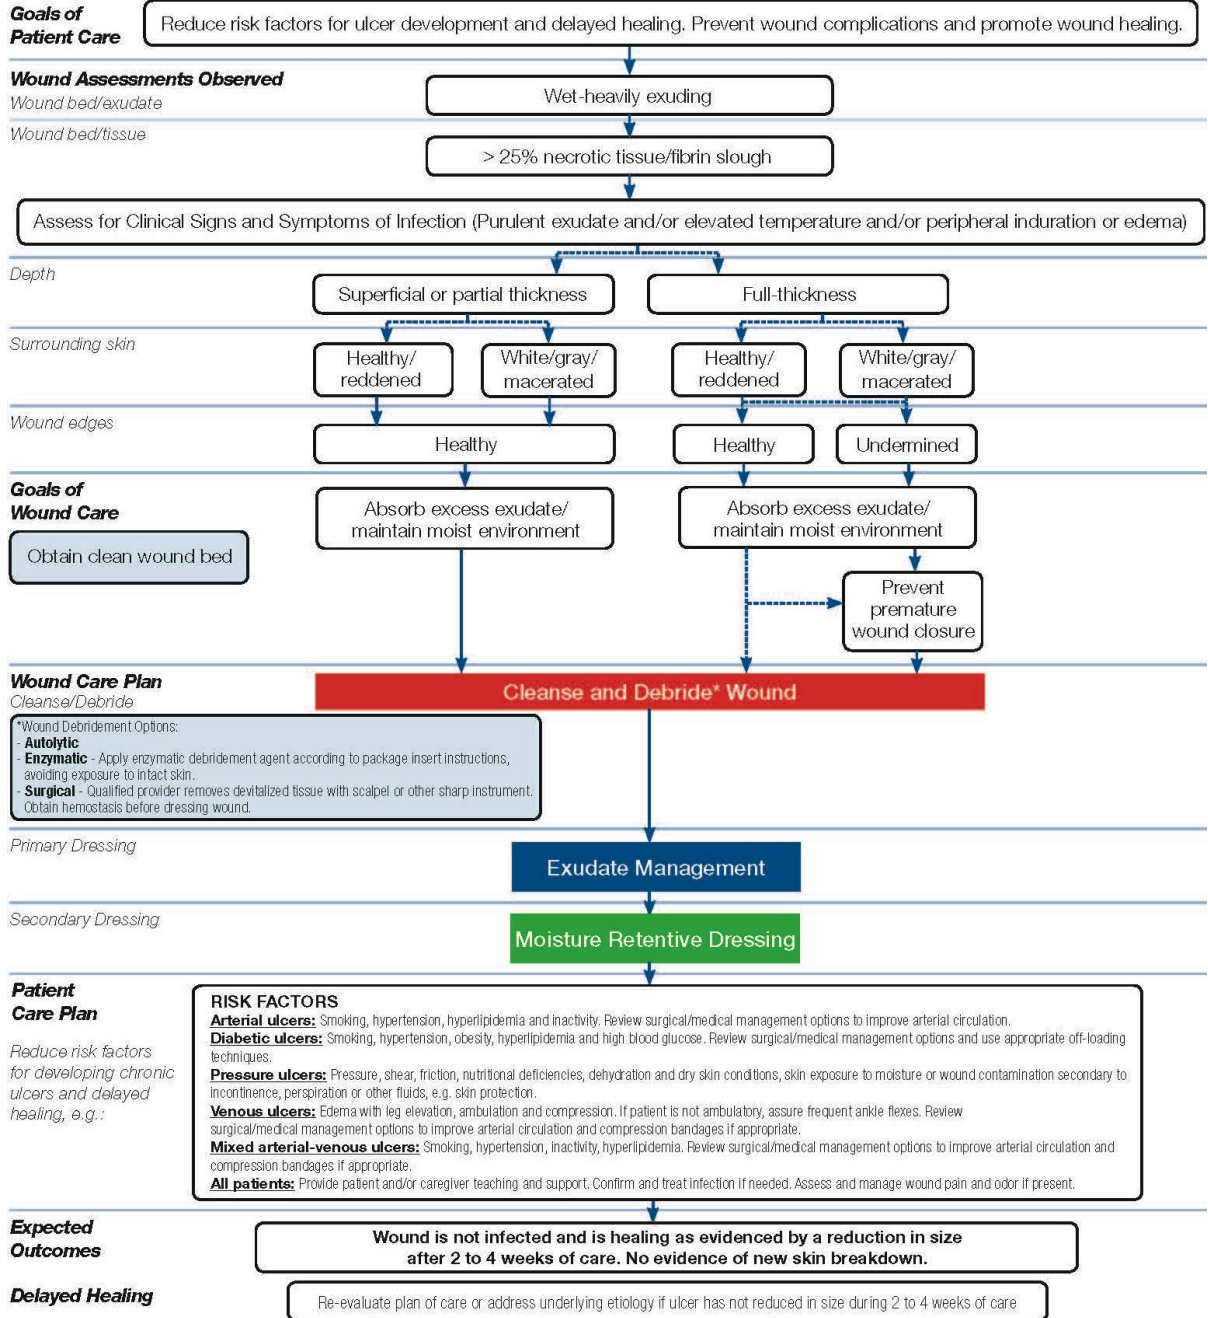 Goals of
Patient Care
Reduce risk factors for ulcer development and delayed healing. Prevent wound complications and promote wound healing.
Wound Assessments Observed
Wound bed/exudate
Wet-heavily exuding
Wound bed/tissue
> 25% necrotic tissue/fibrin slough
Assess for Clinical Signs and Symptoms of Infection (Purulent exudate and/or elevated temperature and/or peripheral induration or edema)
Depth
Superficial or partial thickness
Full-thickness
Surrounding skin
Healthy/
reddened
White/gray/
macerated
Healthy/
reddened
White/gray/
macerated
Wound edges
Healthy
Healthy
Undermined
Goals of
Wound Care
Obtain clean wound bed
Absorb excess exudate/
maintain moist environment
Absorb excess exudate/
maintain moist environment
Prevent
premature
wound closure
Wound Care Plan
Cleanse/Debride
Cleanse and Debride* Wound
*Wound Debridement Options:
- Autolytic
- Enzymatic - Apply enzymatic debridement agent according to package insert instructions,
avoiding exposure to intact skin.
- Surgical - Qualified provider removes devitalized tissue with scalpel or other sharp instrument.
Obtain hemostasis before dressing wound.
Primary Dressing
Exudate Management
Secondary Dressing
Moisture Retentive Dressing
Patient
Care Plan
Reduce risk factors
for developing chronic
ulcers and delayed
healing, e.g.:
RISK FACTORS
Arterial ulcers: Smoking, hypertension, hyperlipidemia and inactivity. Review surgical/medical management options to improve arterial circulation.
Diabetic ulcers: Smoking, hypertension, obesity, hyperlipidemia and high blood glucose. Review surgical/medical management options and use appropriate off-loading
techniques.
Pressure ulcers: Pressure, shear, friction, nutritional deficiencies, dehydration and dry skin conditions, skin exposure to moisture or wound contamination secondary to
incontinence, perspiration or other fluids, e.g. skin protection.
Venous ulcers: Edema with leg elevation, ambulation and compression. If patient is not ambulatory, assure frequent ankle flexes. Review
surgical/medical management options to improve arterial circulation and compression bandages if appropriate.
Mixed arterial-venous ulcers: Smoking, hypertension, inactivity, hyperlipidemia. Review surgical/medical management options to improve arterial circulation and
compression bandages if appropriate.
All patients: Provide patient and/or caregiver teaching and support. Confirm and treat infection if needed. Assess and manage wound pain and odor if present.
Expected
Outcomes
Wound is not infected and is healing as evidenced by a reduction in size
after 2 to 4 weeks of care. No evidence of new skin breakdown.
Delayed Healing
Re-evaluate plan of care or address underlying etiology if ulcer has not reduced in size during 2 to 4 weeks of care